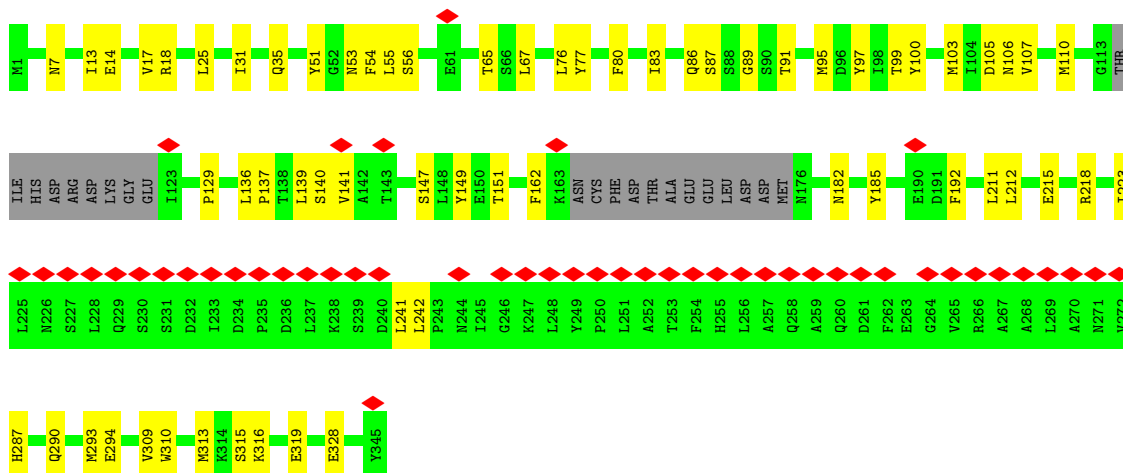 M1 N7 I13 E14 V17 R18 L25 I31 Q35 Y51 G52 N53 F54 L55 S56 E61 T65 S66 L67 L76 Y77 F80 I83 Q86 S87 S88 G89 S90 T91 M95 D96 Y97 I98 T99 Y100 M103 I104 D105 N106 V107 M110 G113 THR
ILE HIS ASP ARG ASP LYS GLY GLU I123 P129 L136 P137 T138 L139 S140 V141 A142 T143 S147 L148 Y149 E150 T151 F162 K163 ASN CYS PHE ASP THR ALA GLU GLU LEU ASP ASP MET N176 N182 Y185 E190 D191 F192 L211 L212 E215 R218
L225 N226 S227 L228 Q229 S230 S231 D232 I233 D234 P235 D236 L237 K238 S239 D240 L241 L242 P243 N244 I245 G246 K247 L248 Y249 P250 L251 A252 T253 F254 H255 L256 A257 Q258 A259 Q260 D261 F262 E263 G264 V265 R266 A267 A268 L269 A270 N271
H287 Q290 M293 E294 V309 W310 M313 K314 S315 K316 E319 E328 Y345